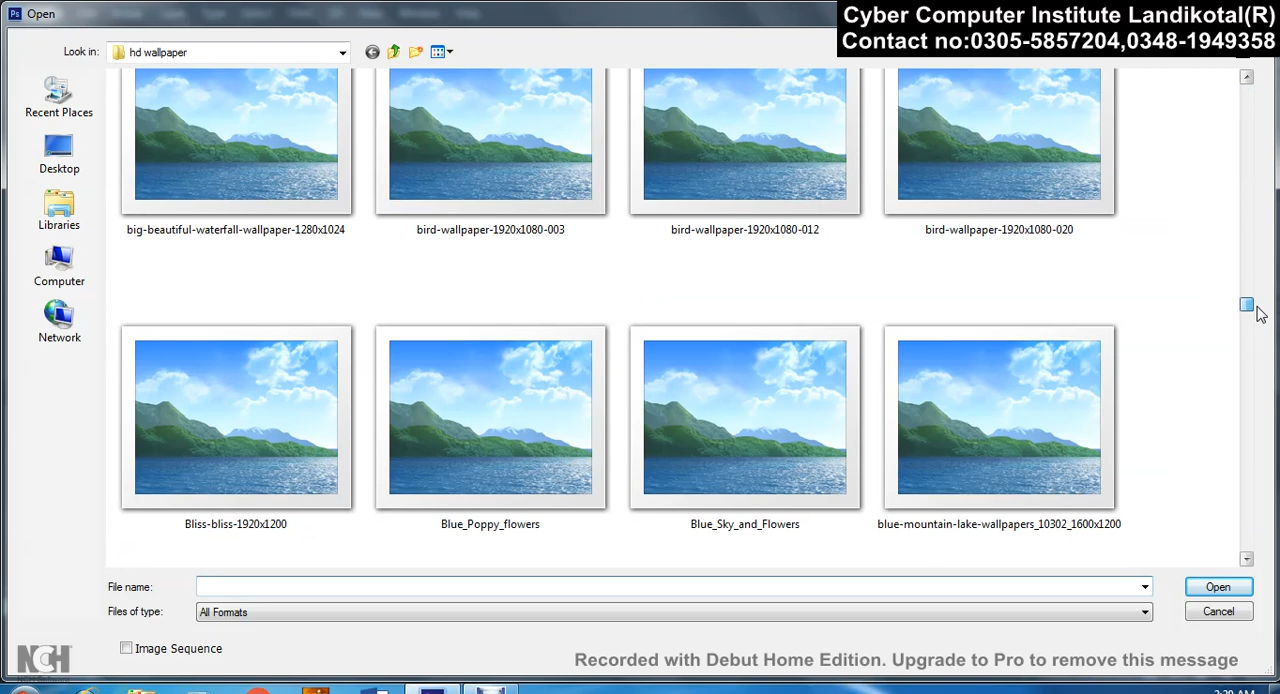 Ps Open
Cyber Computer Institute Landikotal(R)
Contact no:0305-5857204,0348-1949358
Look in: hd wallpaper
Recent Places
Desktop
Libraries
Computer
Network
big-beautiful-waterfall-wallpaper-1280x1024
bird-wallpaper-1920x1080-003
bird-wallpaper-1920x1080-012
bird-wallpaper-1920x1080-020
Bliss-bliss-1920x1200
Blue_Poppy_flowers
Blue_Sky_and_Flowers
blue-mountain-lake-wallpapers_10302_1600x1200
File name:
Open
Files of type: All Formats
Cancel
Image Sequence
NCH
Recorded with Debut Home Edition. Upgrade to Pro to remove this message